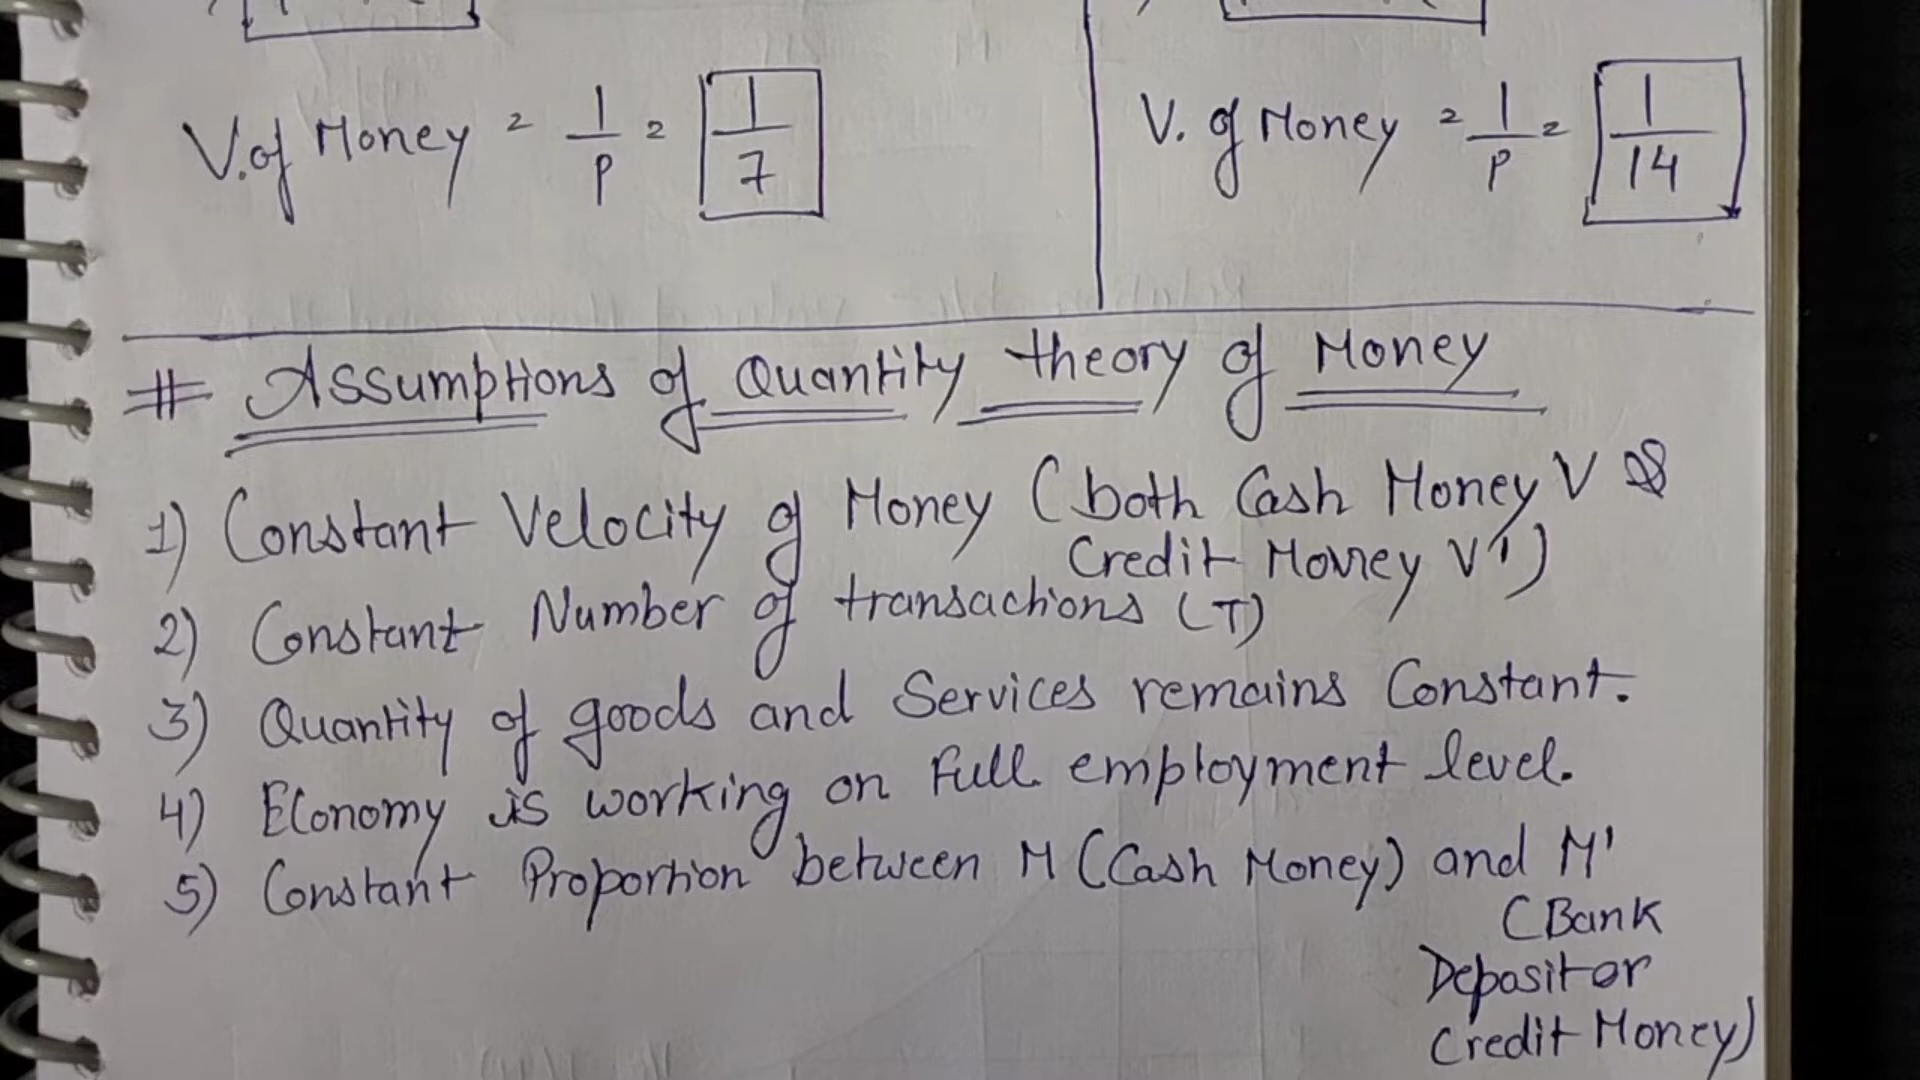 V. of Money = 1/P = 1/7
V. of Money = 1/P = 1/14
# Assumptions of Quantity theory of Money
1) Constant Velocity of Money (both Cash Money V &
Credit Money V')
2) Constant Number of transactions (T)
3) Quantity of goods and Services remains Constant.
4) Economy is working on Full employment level.
5) Constant Proportion between M (Cash Money) and M'
(Bank
Deposit or
Credit Money)